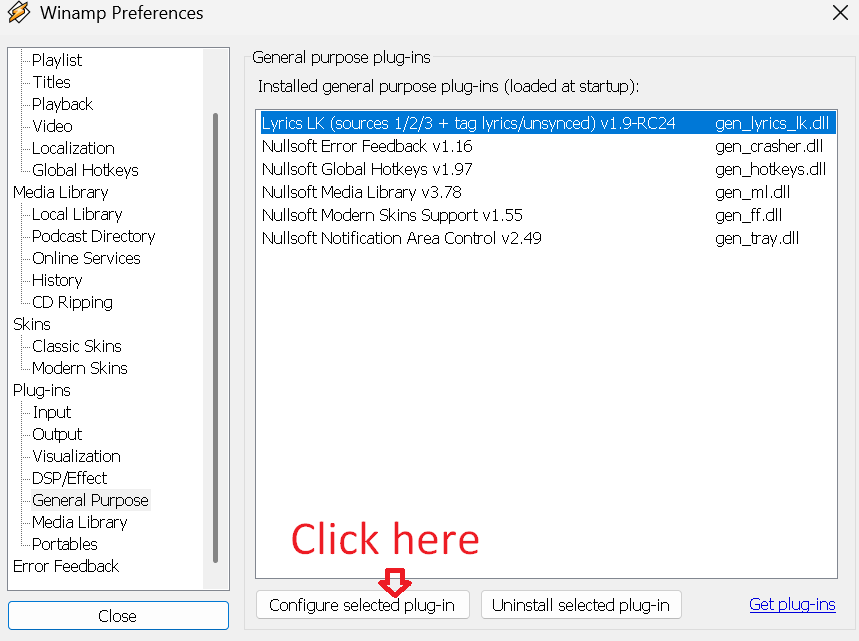 Winamp Preferences
Playlist
Titles
Playback
Video
Localization
Global Hotkeys
Media Library
Local Library
Podcast Directory
Online Services
History
CD Ripping
Skins
Classic Skins
Modern Skins
Plug-ins
Input
Output
Visualization
DSP/Effect
General Purpose
Media Library
Portables
Error Feedback
Close
General purpose plug-ins
Installed general purpose plug-ins (loaded at startup):
Lyrics LK (sources 1/2/3 + tag lyrics/unsynced) v1.9-RC24 gen_lyrics_lk.dll
Nullsoft Error Feedback v1.16 gen_crasher.dll
Nullsoft Global Hotkeys v1.97 gen_hotkeys.dll
Nullsoft Media Library v3.78 gen_ml.dll
Nullsoft Modern Skins Support v1.55 gen_ff.dll
Nullsoft Notification Area Control v2.49 gen_tray.dll
Click here
Configure selected plug-in Uninstall selected plug-in Get plug-ins